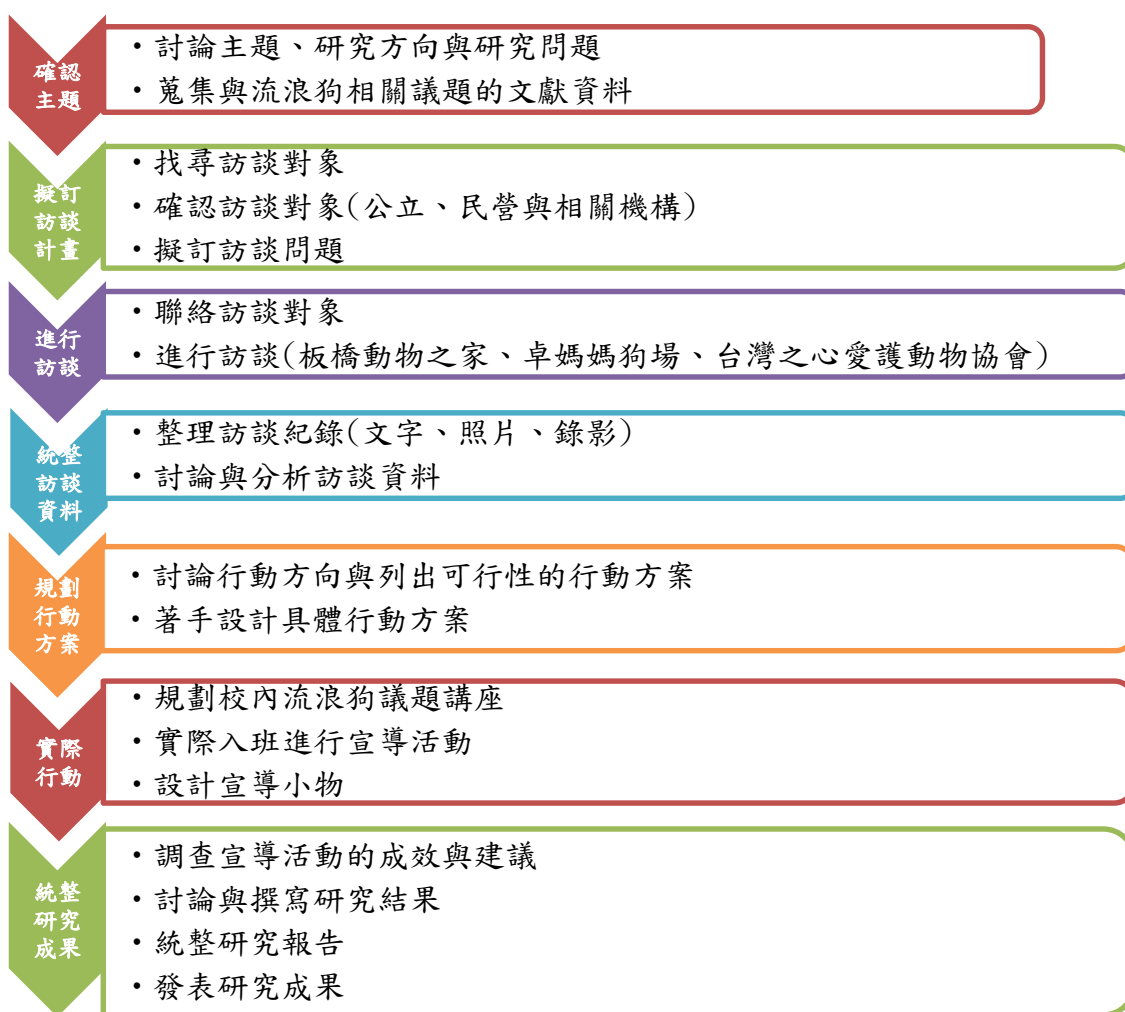 確認
主題
・討論主題、研究方向與研究問題
・蒐集與流浪狗相關議題的文獻資料
擬訂
訪談
計畫
・找尋訪談對象
・確認訪談對象(公立、民營與相關機構)
・擬訂訪談問題
進行
訪談
・聯絡訪談對象
・進行訪談(板橋動物之家、卓媽媽狗場、台灣之心愛護動物協會)
統整
訪談
資料
・整理訪談紀錄(文字、照片、錄影)
・討論與分析訪談資料
規劃
行動
方案
・討論行動方向與列出可行性的行動方案
・著手設計具體行動方案
實際
行動
・規劃校內流浪狗議題講座
・實際入班進行宣導活動
・設計宣導小物
統整
研究
成果
・調查宣導活動的成效與建議
・討論與撰寫研究結果
・統整研究報告
・發表研究成果